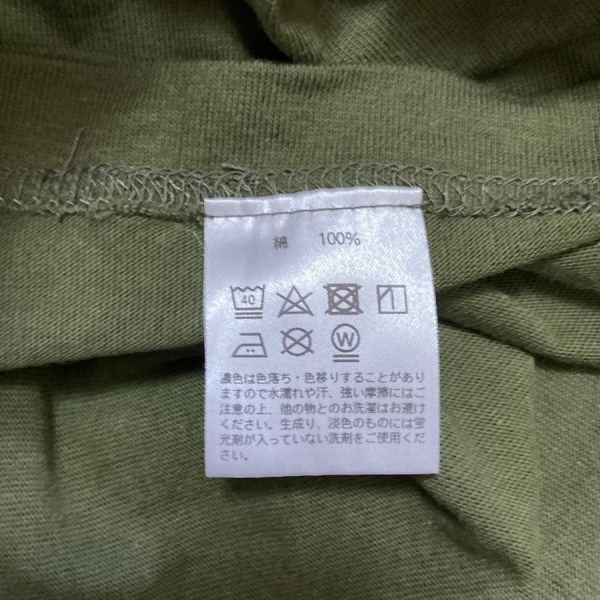 綿 100%
40
W
濃色は色落ち・色移りすることがあり
ますので水濡れや汗、強い摩擦にはご
注意の上、他の物とのお洗濯はお避け
ください。生成り、淡色のものには蛍
光剤が入っていない洗剤をご使用くだ
さい。